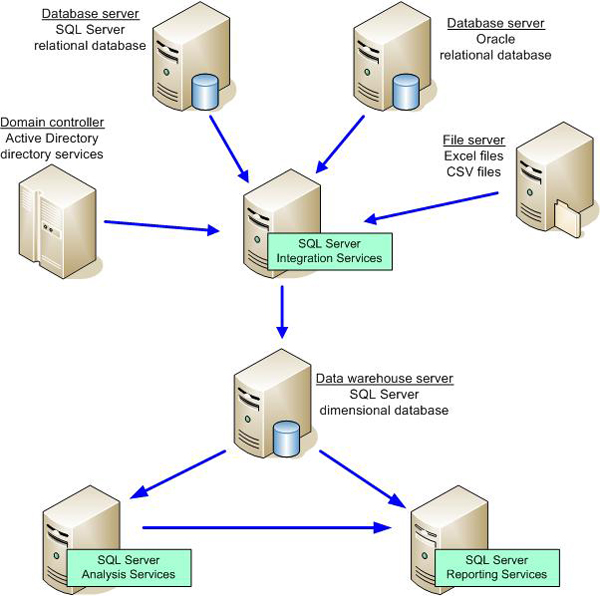 Database server
SQL Server
relational database
Database server
Oracle
relational database
Domain controller
Active Directory
directory services
File server
Excel files
CSV files
SQL Server
Integration Services
Data warehouse server
SQL Server
dimensional database
SQL Server
Analysis Services
SQL Server
Reporting Services